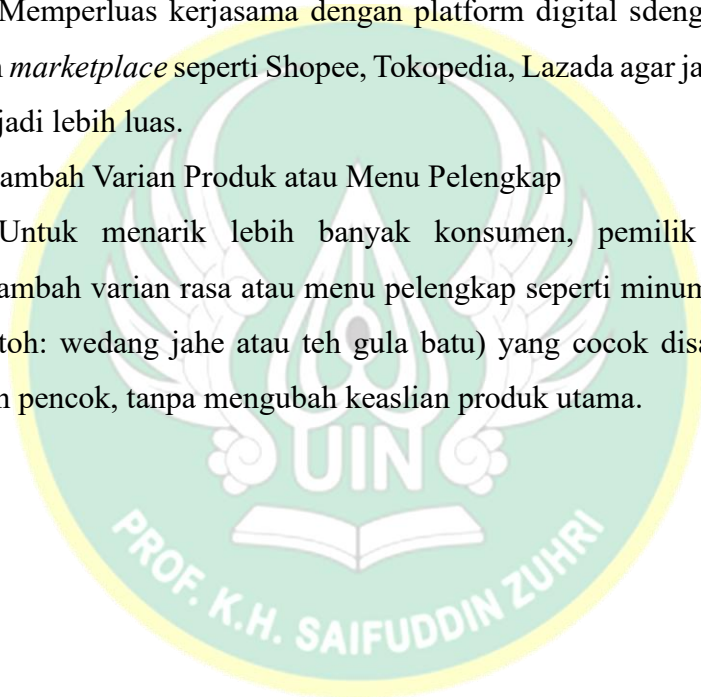 Memperluas kerjasama dengan platform digital sdeng
marketplace seperti Shopee, Tokopedia, Lazada agar ja
jadi lebih luas.
ambah Varian Produk atau Menu Pelengkap
Untuk menarik lebih banyak konsumen, pemilik
ambah varian rasa atau menu pelengkap seperti minum
toh: wedang jahe atau teh gula batu) yang cocok disa
n pencok, tanpa mengubah keaslian produk utama.
UIN
PROF. K.H. SAIFUDDIN ZUHRI